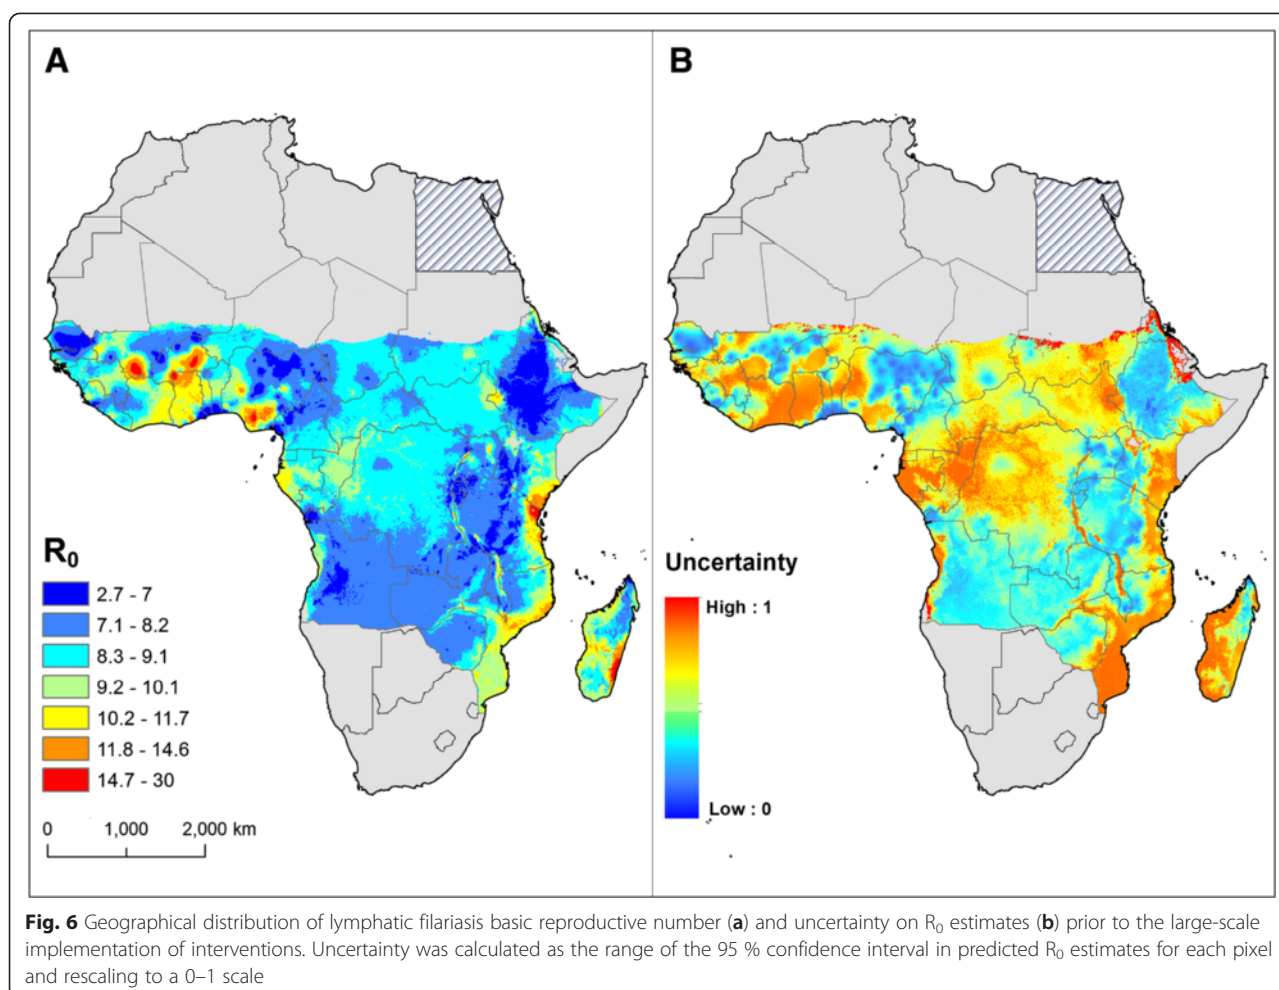 A
B
R₀
2.7 - 7
7.1 - 8.2
8.3 - 9.1
9.2 - 10.1
10.2 - 11.7
11.8 - 14.6
14.7 - 30
0 1,000 2,000 km
Uncertainty
High : 1
Low : 0
Fig. 6 Geographical distribution of lymphatic filariasis basic reproductive number (a) and uncertainty on R₀ estimates (b) prior to the large-scale
implementation of interventions. Uncertainty was calculated as the range of the 95 % confidence interval in predicted R₀ estimates for each pixel
and rescaling to a 0–1 scale